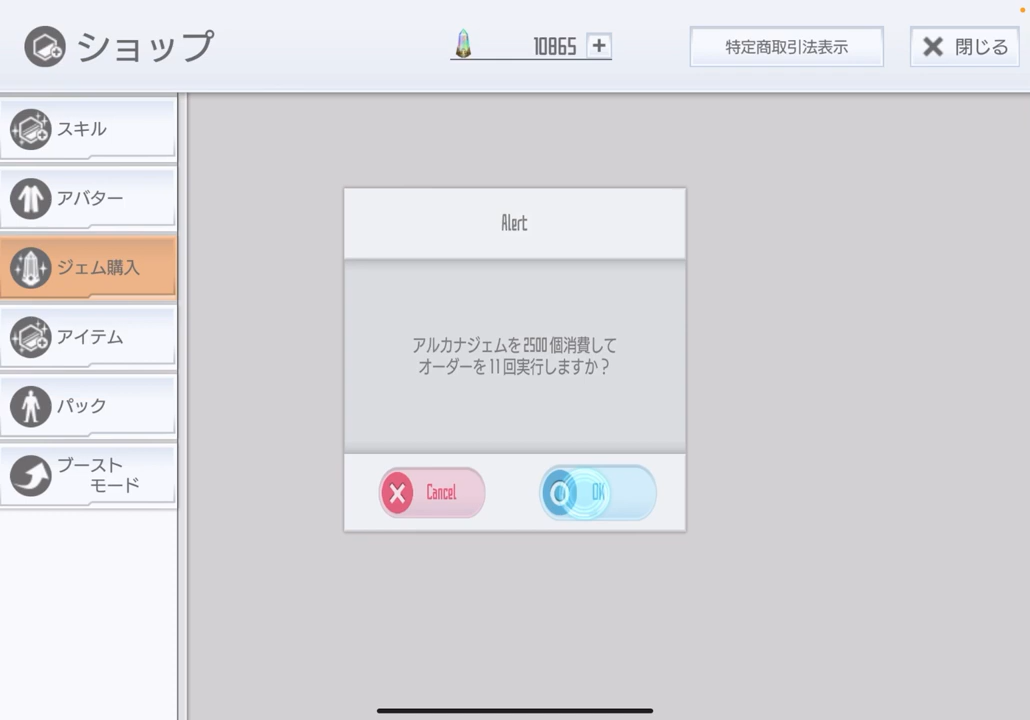 ショップ
10865
特定商取引法表示
閉じる
スキル
アバター
ジェム購入
アイテム
パック
ブースト
モード
Alert
アルカナジェムを2500個消費して
オーダーを11回実行しますか？
Cancel
OK